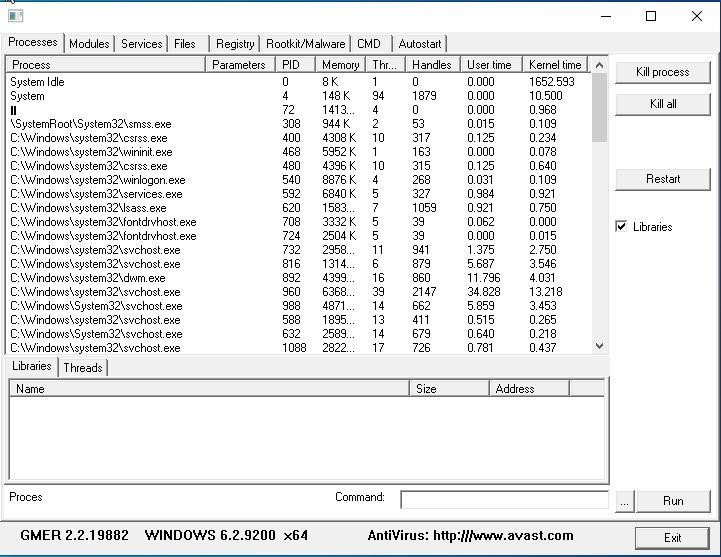 Processes Modules Services Files Registry Rootkit/Malware CMD Autostart
Process Parameters PID Memory Thr... Handles User time Kernel time
System Idle 0 8 K 1 0 0.000 1652.593
System 4 148 K 94 1879 0.000 10.500
72 1413... 4 0 0.000 0.968
\SystemRoot\System32\smss.exe 308 944 K 2 53 0.015 0.109
C:\Windows\system32\csrss.exe 400 4308 K 10 317 0.125 0.234
C:\Windows\system32\wininit.exe 468 5952 K 1 163 0.000 0.078
C:\Windows\system32\csrss.exe 480 4396 K 10 315 0.125 0.640
C:\Windows\system32\winlogon.exe 540 8876 K 4 268 0.031 0.109
C:\Windows\system32\services.exe 592 6840 K 5 327 0.984 0.921
C:\Windows\system32\lsass.exe 620 1583... 7 1059 0.921 0.750
C:\Windows\system32\fontdrvhost.exe 708 3332 K 5 39 0.062 0.000
C:\Windows\system32\fontdrvhost.exe 724 2504 K 5 39 0.000 0.015
C:\Windows\system32\svchost.exe 732 2958... 11 941 1.375 2.750
C:\Windows\system32\svchost.exe 816 1314... 6 879 5.687 3.546
C:\Windows\system32\dwm.exe 892 4399... 16 860 11.796 4.031
C:\Windows\system32\svchost.exe 960 6368... 39 2147 34.828 13.218
C:\Windows\System32\svchost.exe 988 4871... 14 662 5.859 3.453
C:\Windows\system32\svchost.exe 588 1895... 13 411 0.515 0.265
C:\Windows\System32\svchost.exe 632 2589... 14 679 0.640 0.218
C:\Windows\system32\svchost.exe 1088 2822... 17 726 0.781 0.437
Kill process
Kill all
Restart
Libraries
Libraries Threads
Name Size Address
Proces Command: ... Run
GMER 2.2.19882 WINDOWS 6.2.9200 x64 AntiVirus: http:///www.avast.com Exit